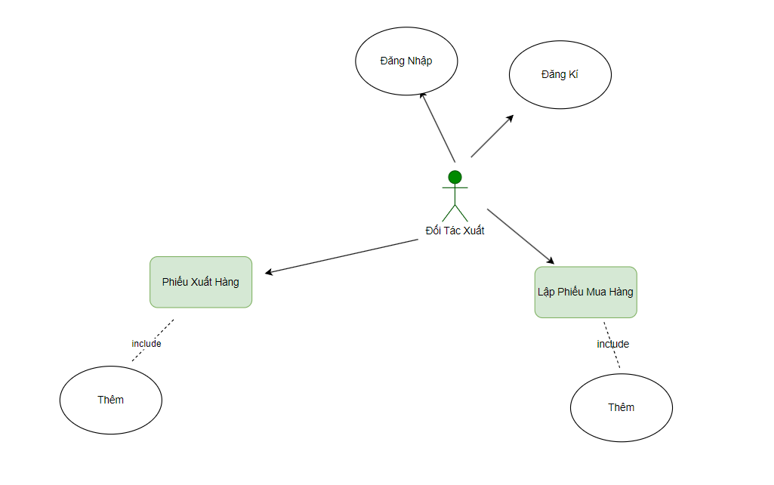 Đăng Nhập
Đăng Kí
Đối Tác Xuất
Phiếu Xuất Hàng
Lập Phiếu Mua Hàng
include
include
Thêm
Thêm